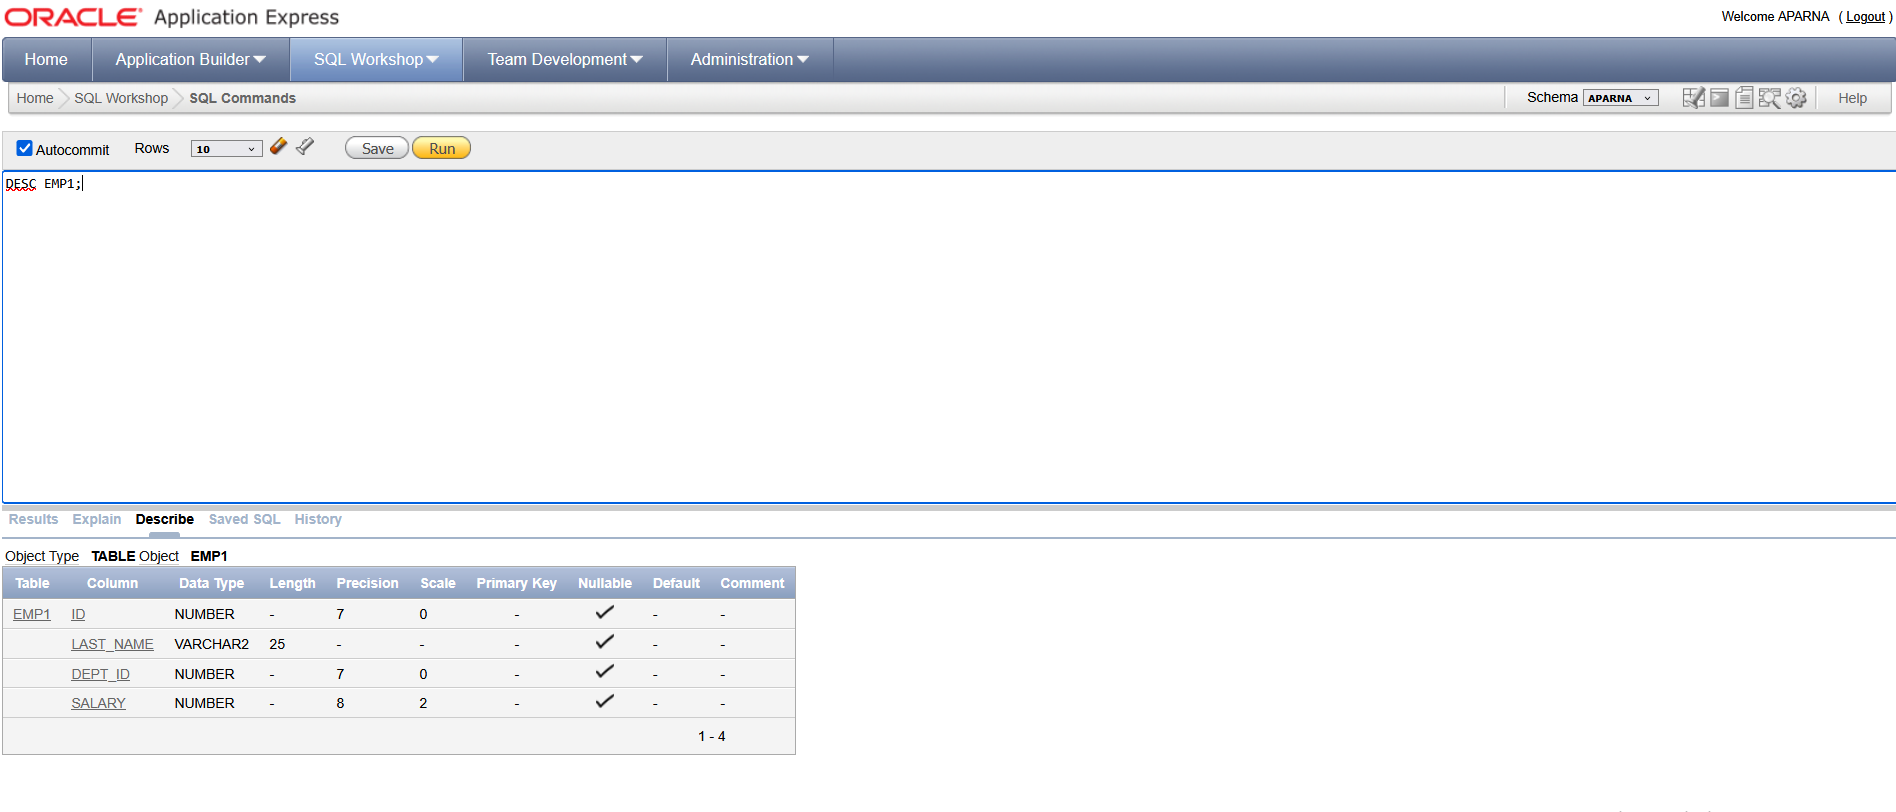 ORACLE Application Express
Welcome APARNA ( Logout )
Home Application Builder SQL Workshop Team Development Administration
Home SQL Workshop SQL Commands Schema APARNA Help
Autocommit Rows 10 Save Run
DESC EMP1;
Results Explain Describe Saved SQL History
Object Type TABLE Object EMP1
Table Column Data Type Length Precision Scale Primary Key Nullable Default Comment
EMP1 ID NUMBER - 7 0 - ✓ - -
LAST_NAME VARCHAR2 25 - - - ✓ - -
DEPT_ID NUMBER - 7 0 - ✓ - -
SALARY NUMBER - 8 2 - ✓ - -
1 - 4